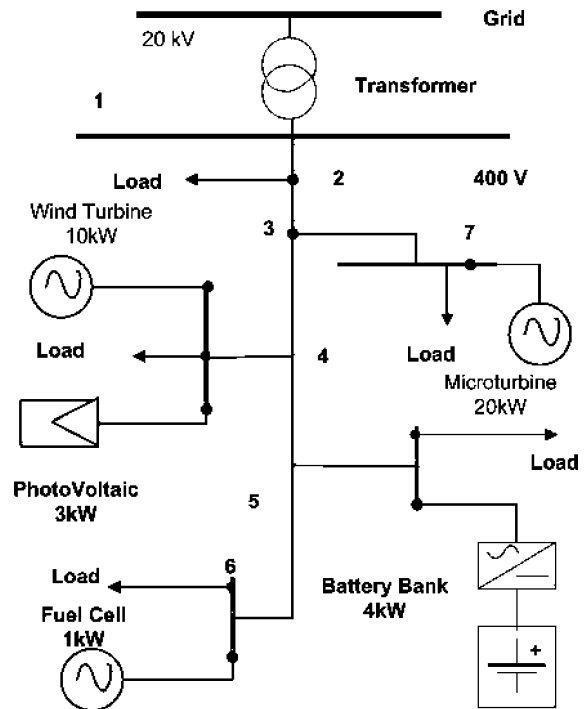 Grid
20 kV
Transformer
1
Load
2
400 V
Wind Turbine
10kW
3
7
Load
4
Load
Microturbine
20kW
Load
PhotoVoltaic
3kW
5
6
Load
Battery Bank
4kW
Fuel Cell
1kW
+